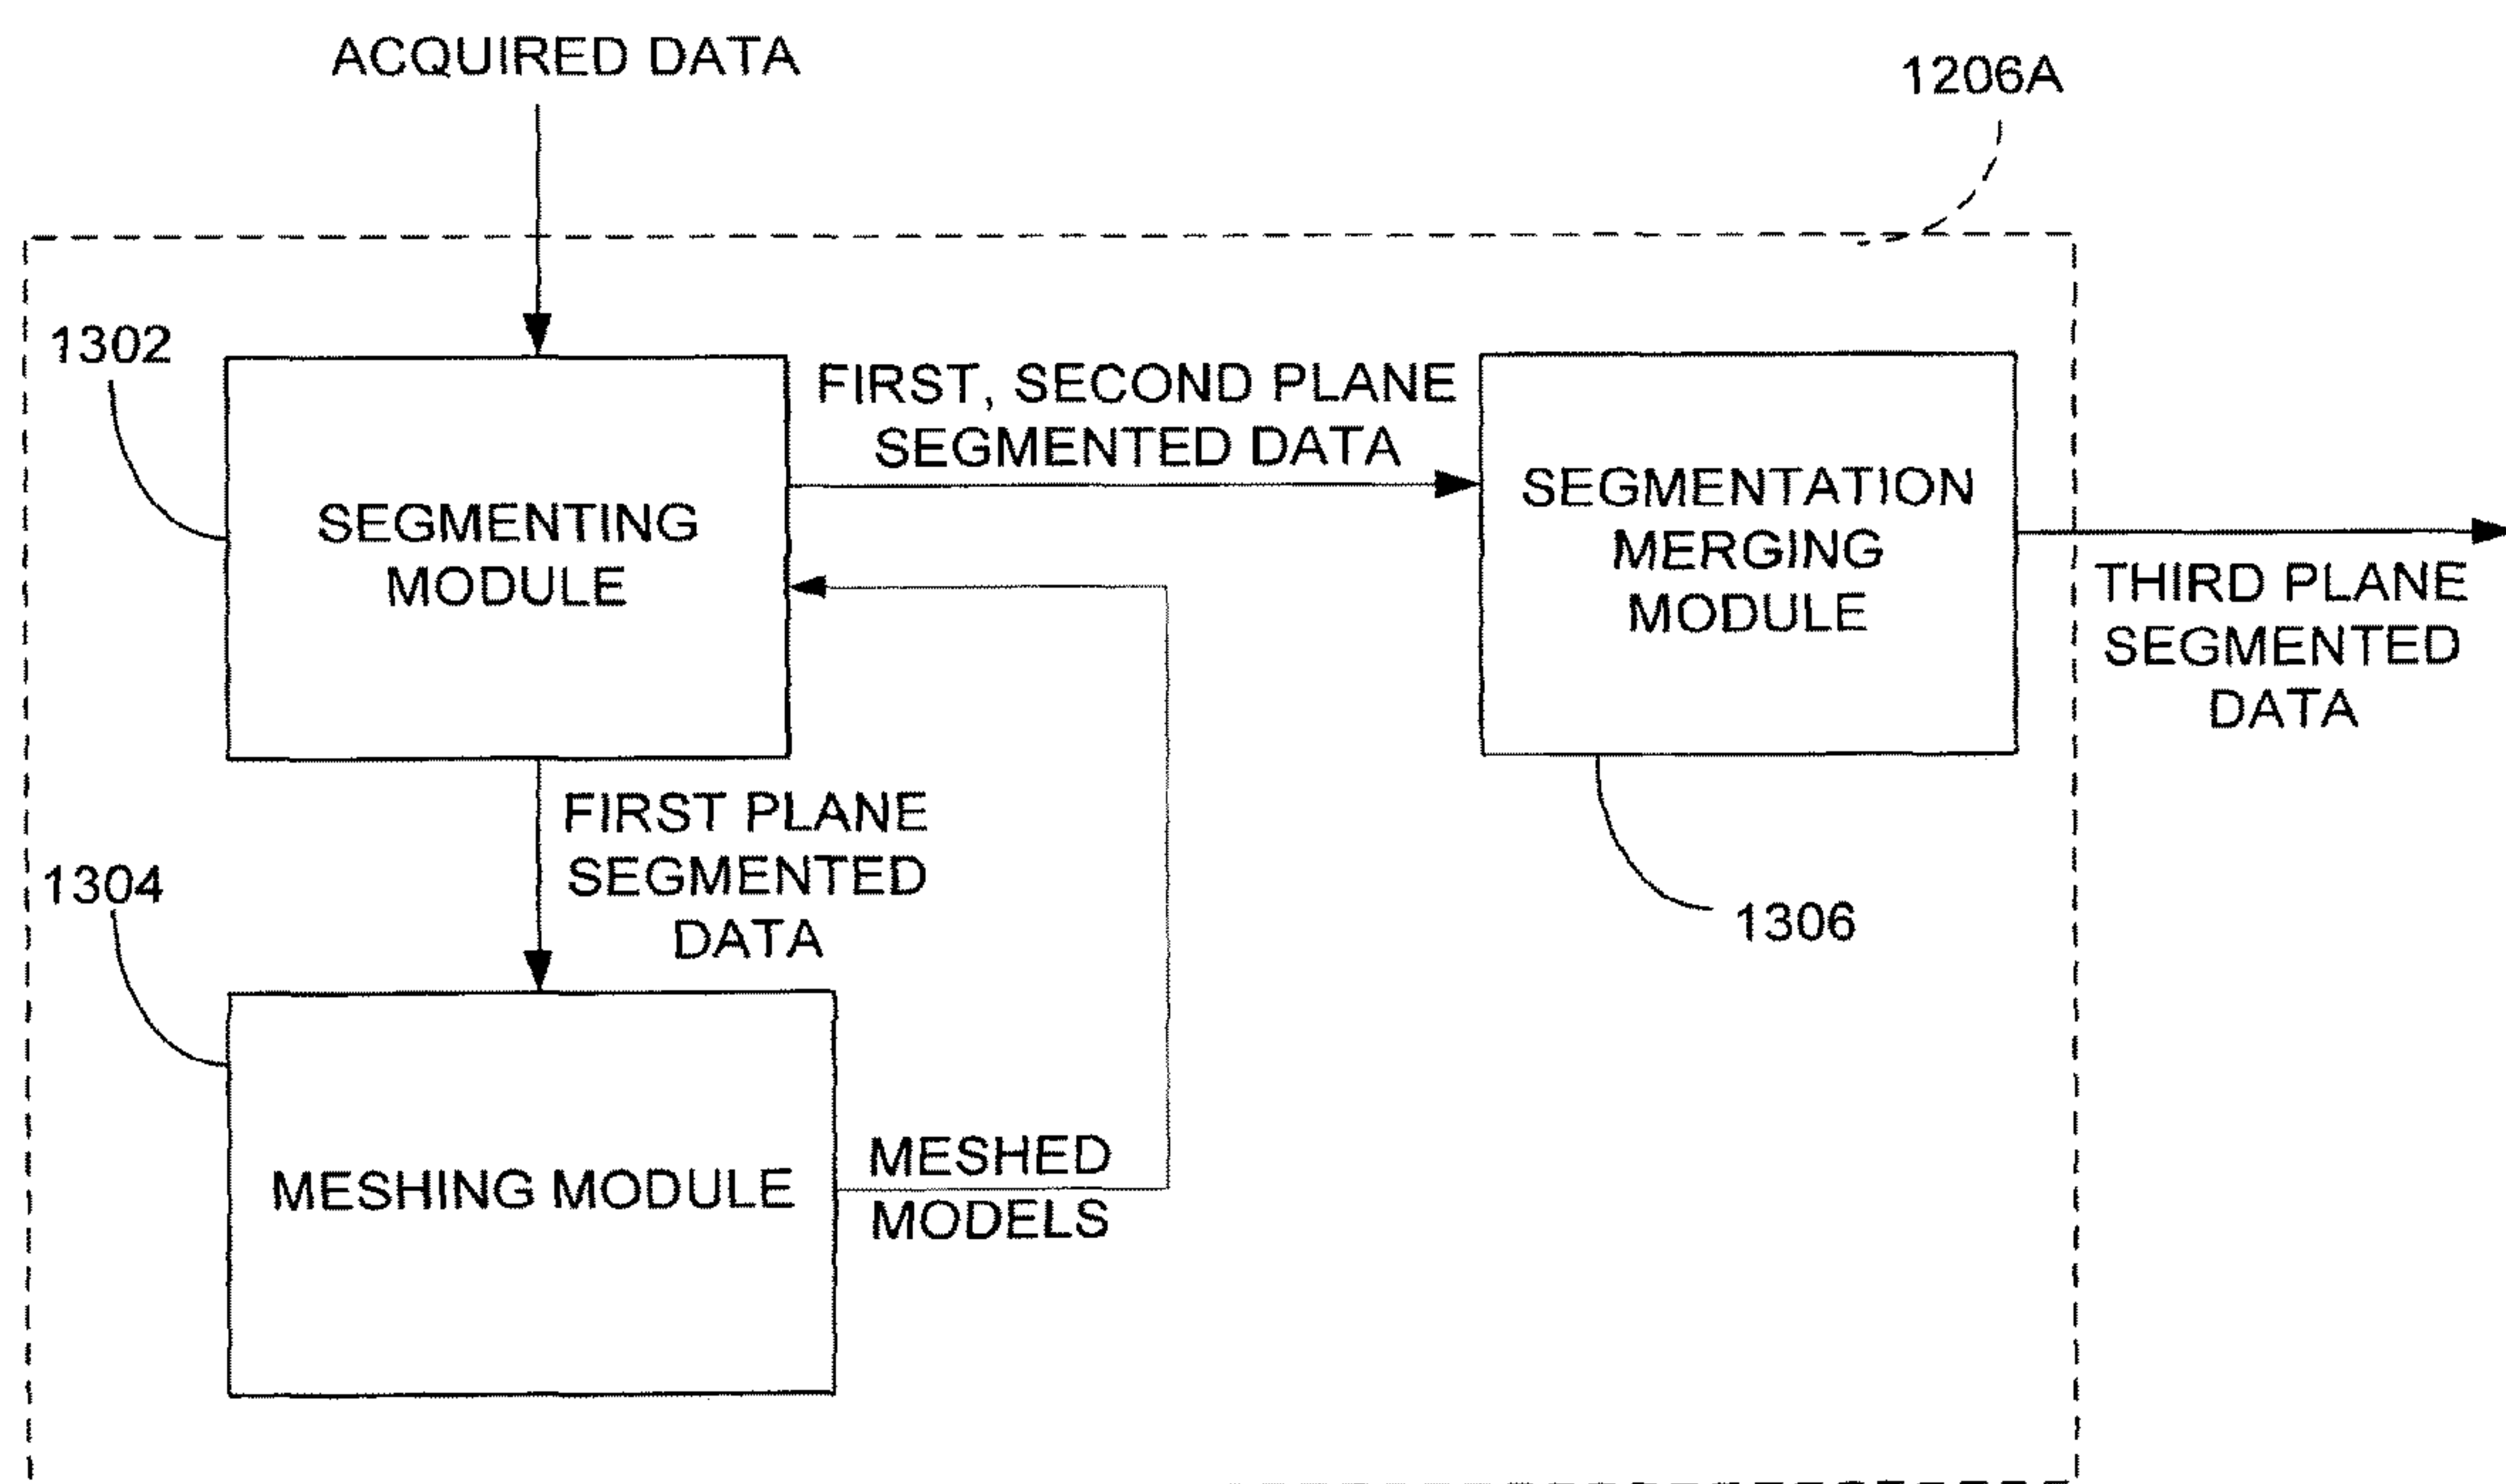 ACQUIRED DATA
1206A
1302
SEGMENTING
MODULE
FIRST, SECOND PLANE
SEGMENTED DATA
SEGMENTATION
MERGING
MODULE
THIRD PLANE
SEGMENTED
DATA
1306
FIRST PLANE
SEGMENTED
DATA
1304
MESHING MODULE
MESHED
MODELS